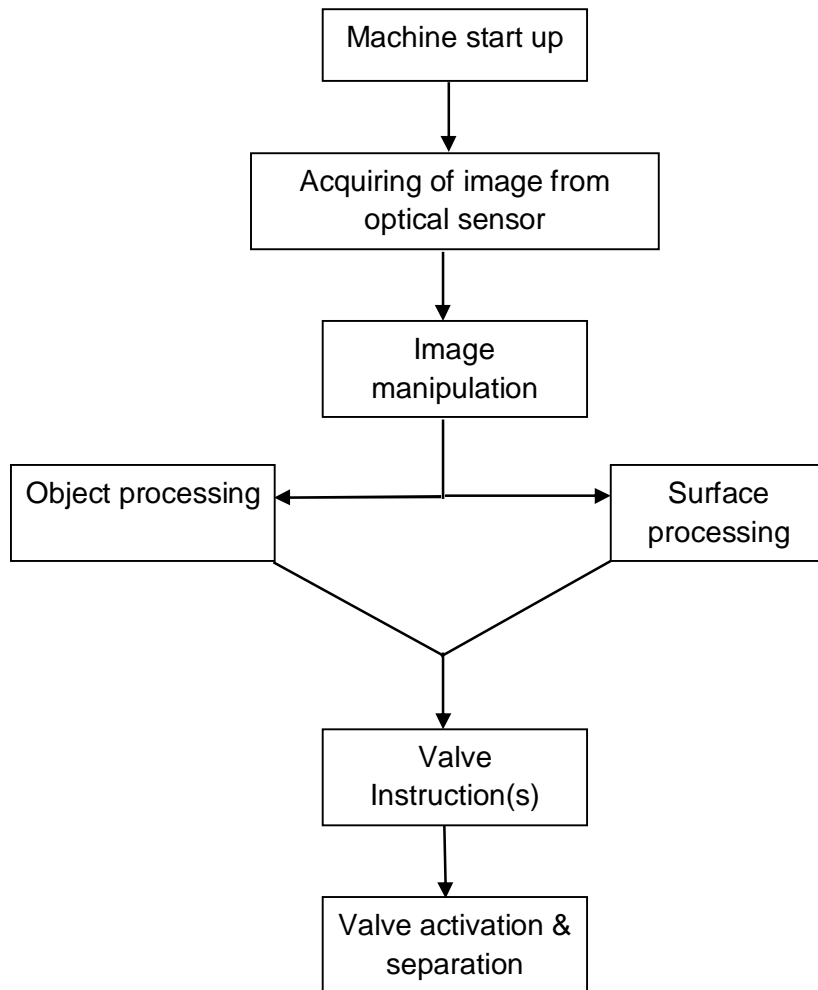 Machine start up
Acquiring of image from
optical sensor
Image
manipulation
Object processing
Surface
processing
Valve
Instruction(s)
Valve activation &
separation